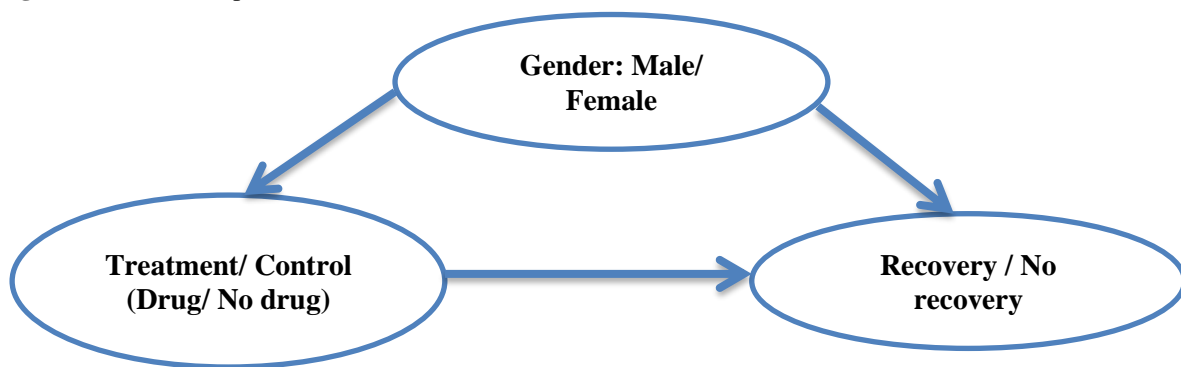 Gender: Male/
Female
Treatment/ Control
(Drug/ No drug)
Recovery / No
recovery